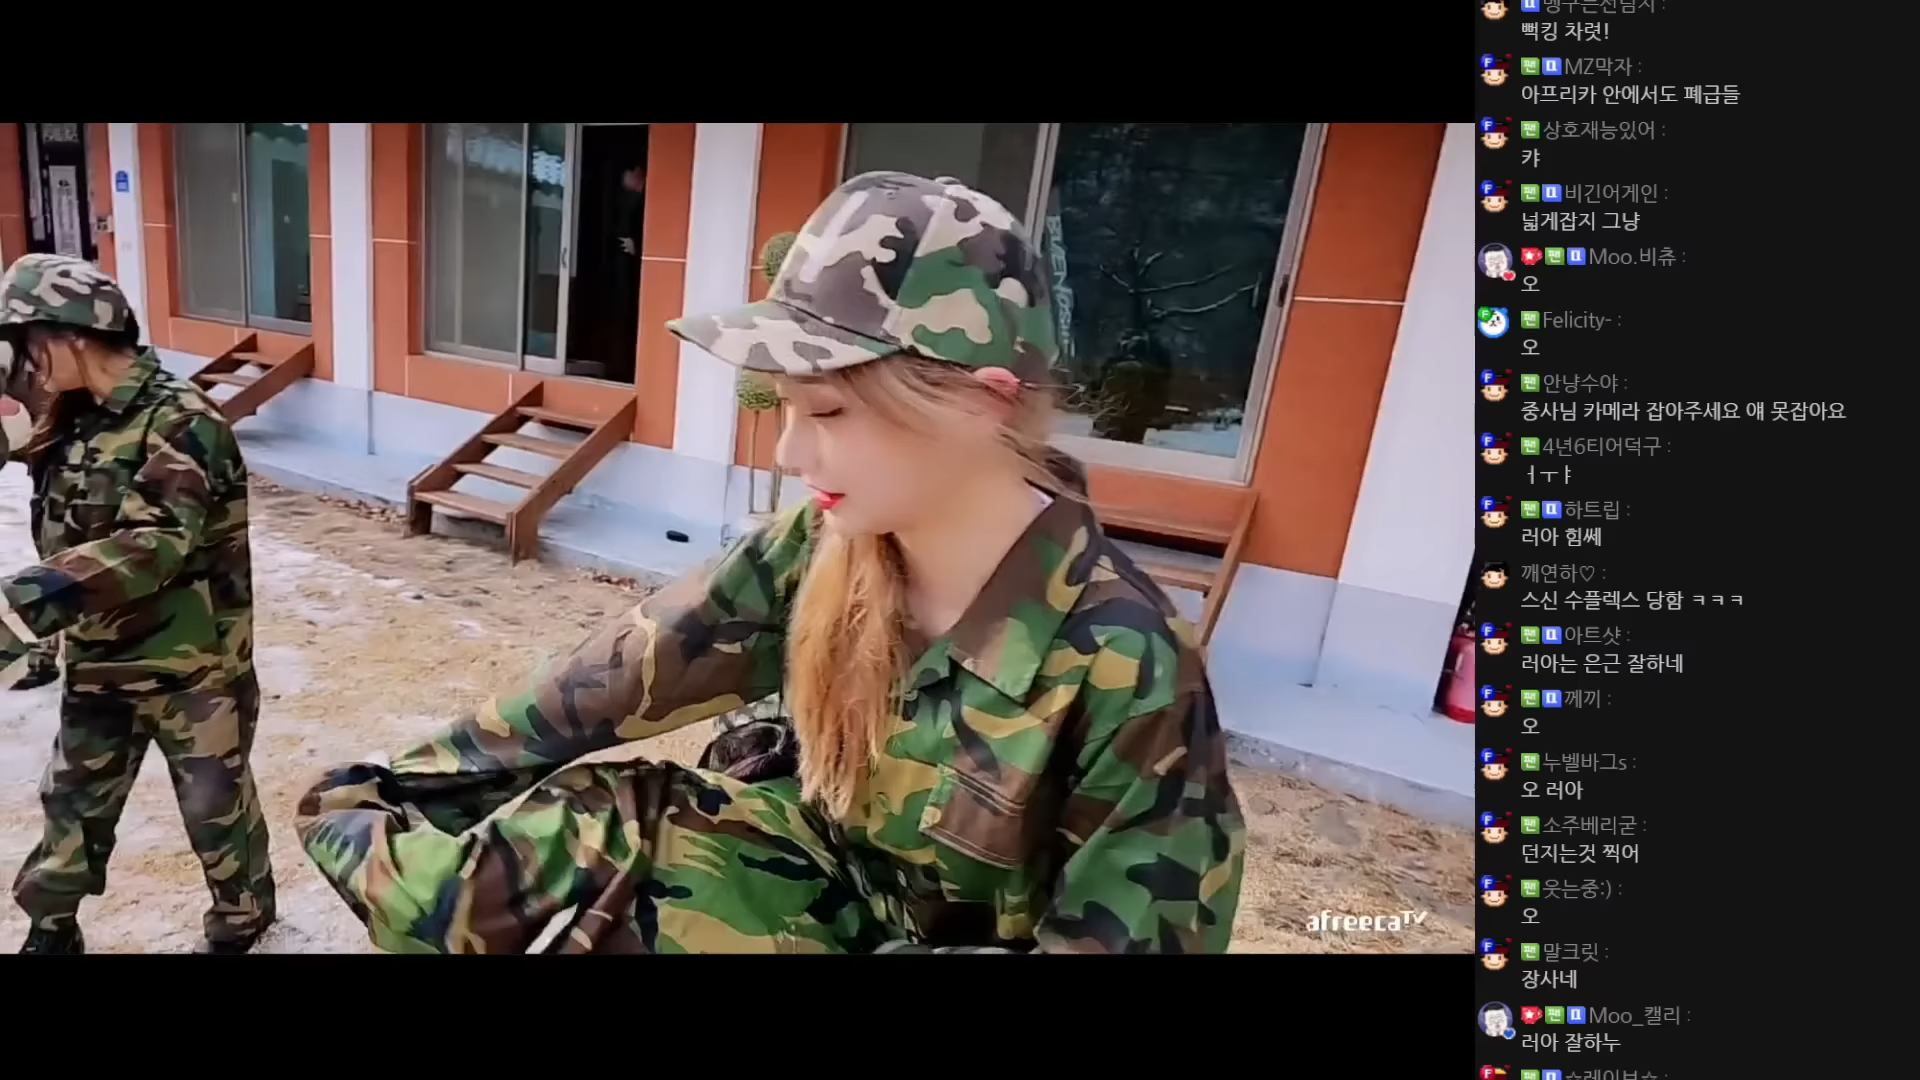 뻑킹 차렷!
MZ막자 :
아프리카 안에서도 폐급들
상호재능있어 :
캬
비긴어게인 :
넓게잡지 그냥
Moo.비츄 :
오
Felicity- :
오
안냥수야 :
중사님 카메라 잡아주세요 얘 못잡아요
4년6티어덕구 :
ㅓㅜㅑ
하트립 :
러아 힘쎄
깨연하♡ :
스신 수플렉스 당함 ㅋㅋㅋ
아트샷 :
러아는 은근 잘하네
께끼 :
오
누벨바그s :
오 러아
소주베리굳 :
던지는것 찍어
웃는중:) :
오
afreecaTV
말크릿 :
장사네
Moo_캘리 :
러아 잘하누